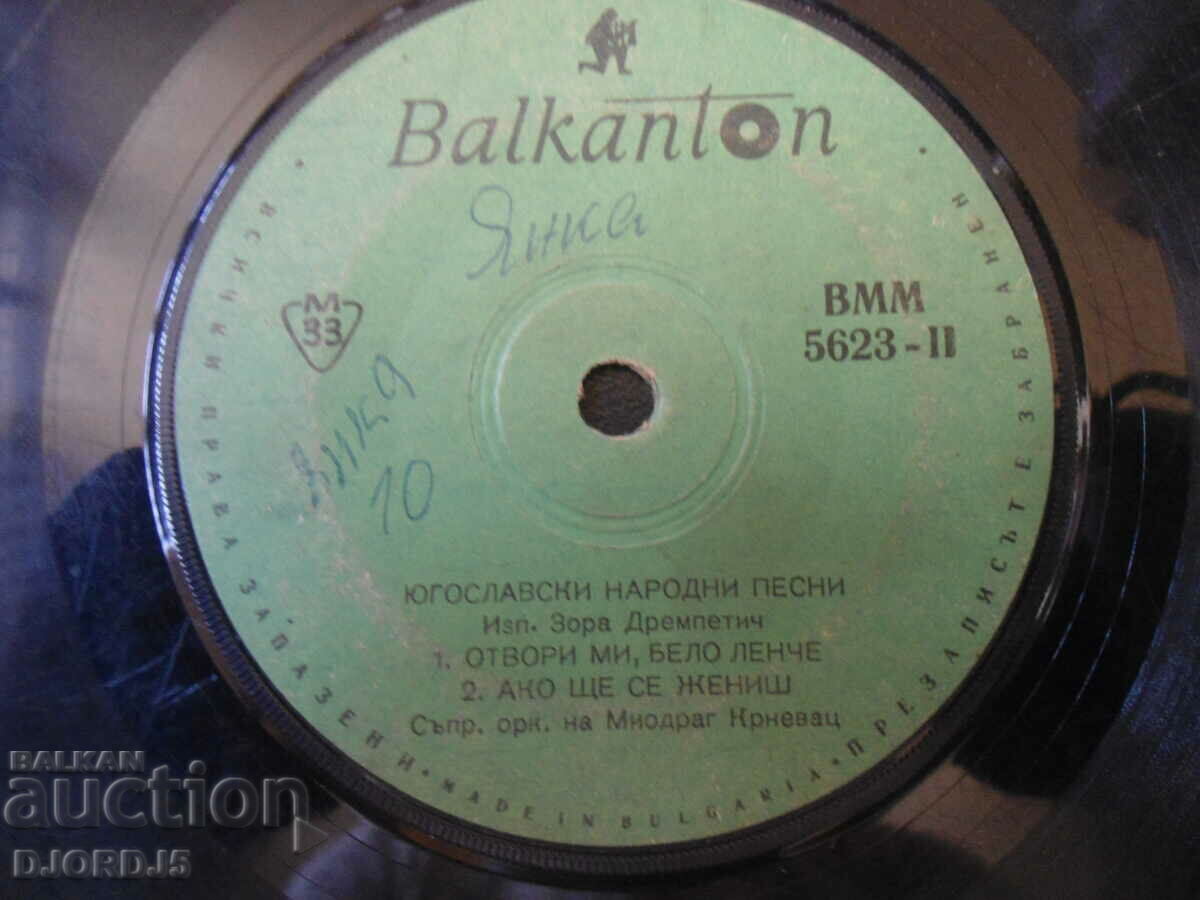 Balkanton
Янка
М
33
ВММ
5623-II
10
ЮГОСЛАВСКИ НАРОДНИ ПЕСНИ
Изп. Зора Дремпетич
1. ОТВОРИ МИ, БЕЛО ЛЕНЧЕ
2. АКО ЩЕ СЕ ЖЕНИШ
Съпр. орк. на Миодраг Крневац
ВСИЧКИ ПРАВА ЗАПАЗЕНИ • MADE IN BULGARIA • ПРЕЗАПИСЪТ Е ЗАБРАНЕН
BALKAN
auction
DJORDJ5